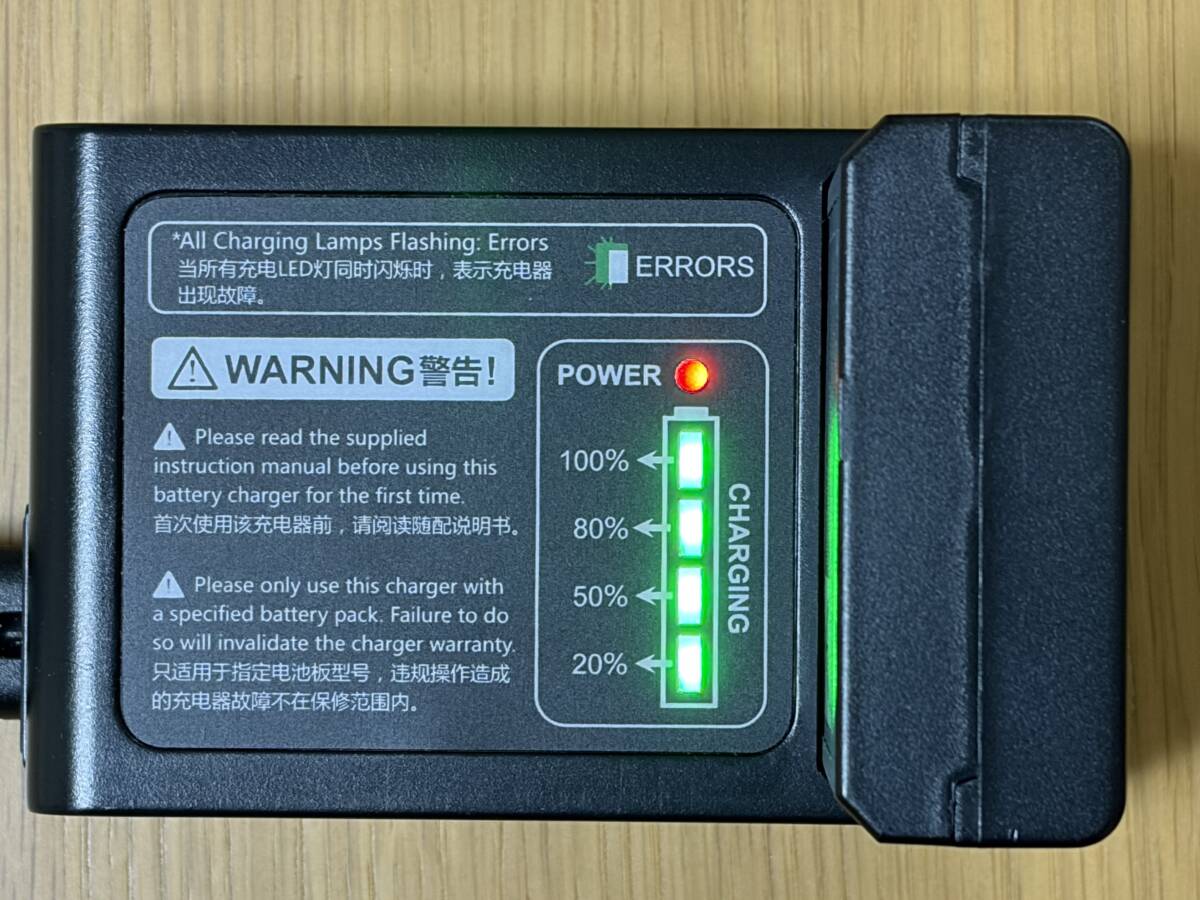 *All Charging Lamps Flashing: Errors
当所有充电LED灯同时闪烁时，表示充电器
出现故障。
ERRORS
WARNING警告!
Please read the supplied
instruction manual before using this
battery charger for the first time.
首次使用该充电器前，请阅读随配说明书。
Please only use this charger with
a specified battery pack. Failure to do
so will invalidate the charger warranty.
只适用于指定电池板型号，违规操作造成
的充电器故障不在保修范围内。
POWER
100%
80%
50%
20%
CHARGING